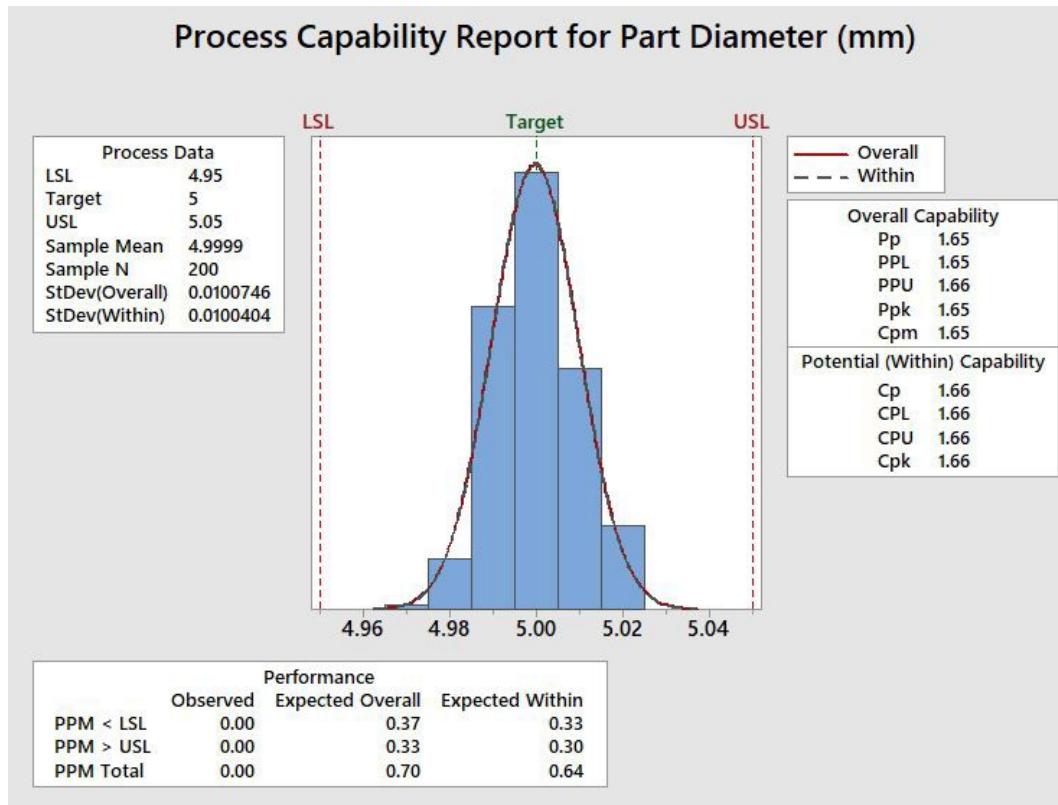 Process Capability Report for Part Diameter (mm)
LSL
Target
USL
Process Data
LSL 4.95
Target 5
USL 5.05
Sample Mean 4.9999
Sample N 200
StDev(Overall) 0.0100746
StDev(Within) 0.0100404
Overall
Within
Overall Capability
Pp 1.65
PPL 1.65
PPU 1.66
Ppk 1.65
Cpm 1.65
Potential (Within) Capability
Cp 1.66
CPL 1.66
CPU 1.66
Cpk 1.66
4.96 4.98 5.00 5.02 5.04
Performance
Observed Expected Overall Expected Within
PPM < LSL 0.00 0.37 0.33
PPM > USL 0.00 0.33 0.30
PPM Total 0.00 0.70 0.64